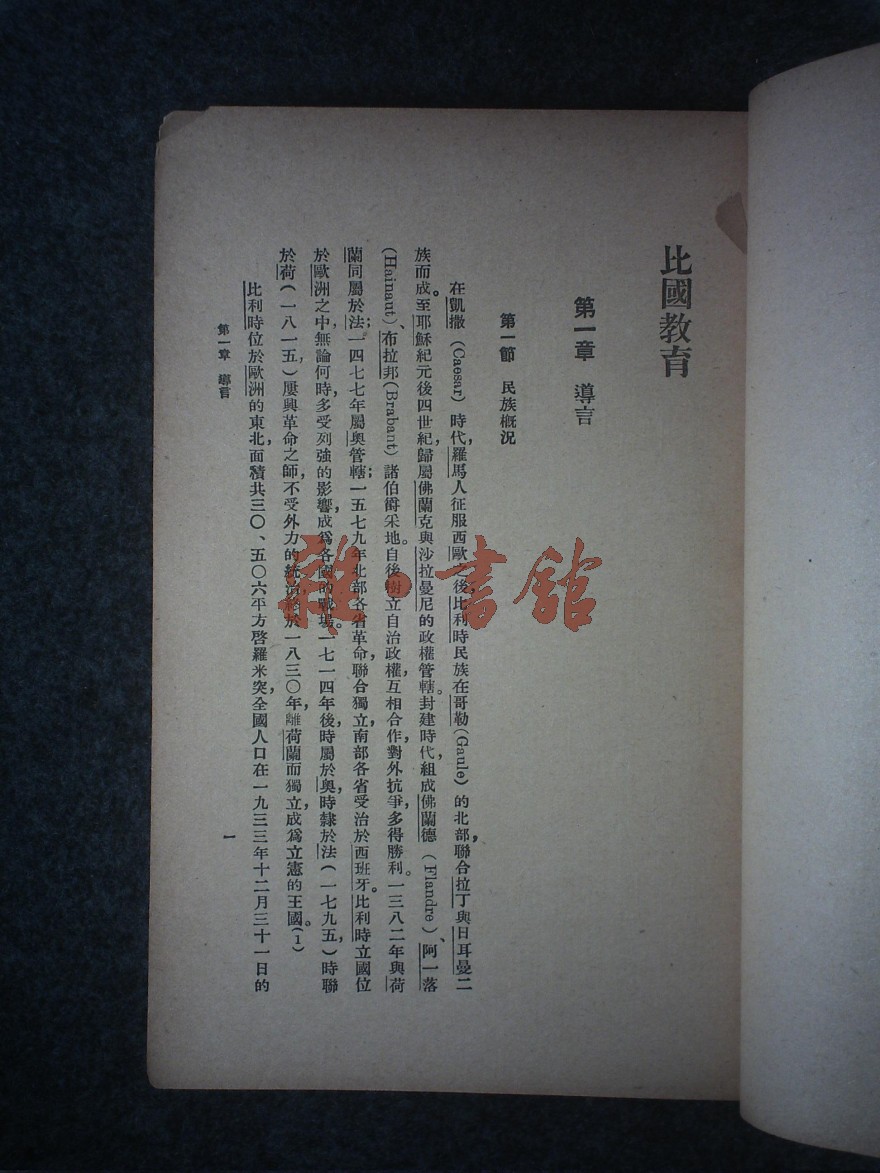 比國教育
第一章 導言
第一節 民族概況
在凱撒(Caesar)時代,羅馬人征服西歐之後,比利時民族在哥勒(Gaule)的北部,聯合拉丁與日耳曼二
族而成。至耶穌紀元後四世紀歸屬佛蘭克與沙拉曼尼的政權管轄。封建時代,組成佛蘭德(Flandre)、阿一落
(Hainaut)、布拉邦(Brabant)諸伯爵采地。自後樹立自治政權,互相合作,對外抗爭,多得勝利。一三八二年與荷
蘭同屬於法;一四七七年屬奧管轄;一五七九年北部各省革命,聯合獨立,南部各省受治於西班牙。比利時立國位
於歐洲之中,無論何時,多受列強的影響,成爲各國的戰場。一七一四年後,時屬於奧,時隸於法(一七九五,)時聯
於荷(一八一五,)屢興革命之師,不受外力的統治,終於一八三〇年,離荷蘭而獨立,成爲立憲的王國。(1)
比利時位於歐洲的東北,面積共三〇、五〇六平方啓羅米突,全國人口在一九三三年十二月三十一日的
第一章 導言
一
雜·書館